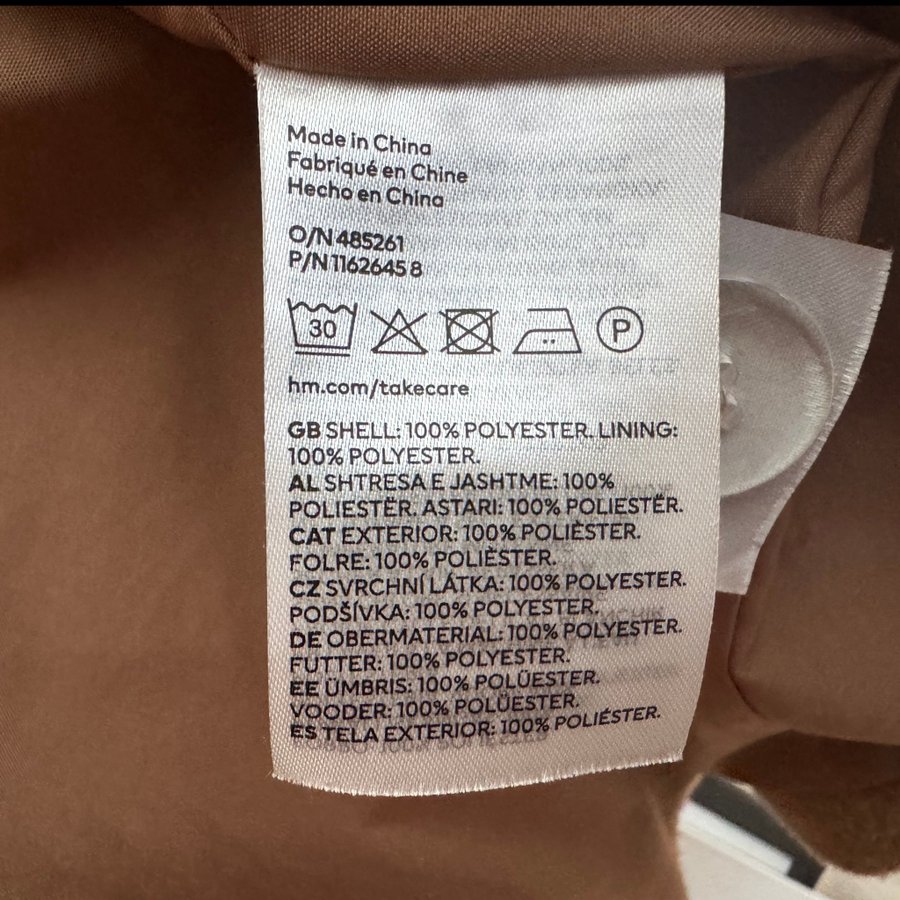 Made in China
Fabriqué en Chine
Hecho en China
O/N 485261
P/N 11626458
30
P
hm.com/takecare
GB SHELL: 100% POLYESTER. LINING:
100% POLYESTER.
AL SHTRESA E JASHTME: 100%
POLIESTËR. ASTARI: 100% POLIESTËR.
CAT EXTERIOR: 100% POLIÈSTER.
FOLRE: 100% POLIÈSTER.
CZ SVRCHNÍ LÁTKA: 100% POLYESTER.
PODŠÍVKA: 100% POLYESTER.
DE OBERMATERIAL: 100% POLYESTER.
FUTTER: 100% POLYESTER.
EE ÜMBRIS: 100% POLÜESTER.
VOODER: 100% POLÜESTER.
ES TELA EXTERIOR: 100% POLIÉSTER.